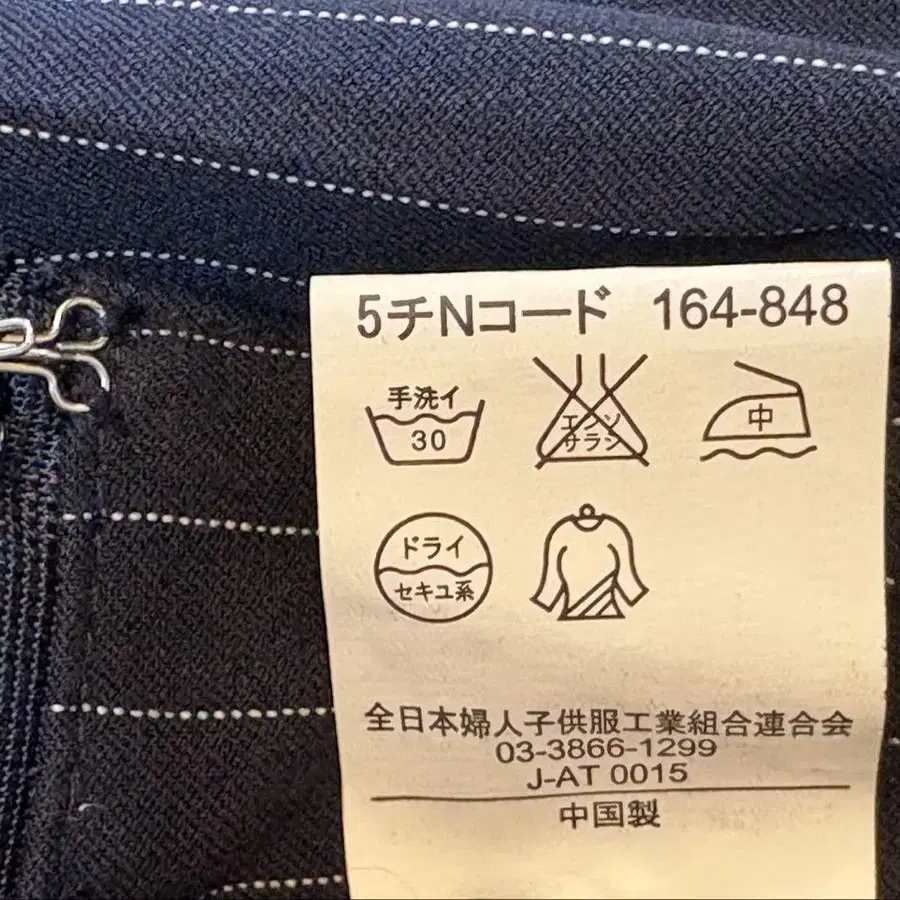 5チNコード 164-848
手洗イ
30
エンソ
サラシ
中
ドライ
セキユ系
全日本婦人子供服工業組合連合会
03-3866-1299
J-AT 0015
中国製